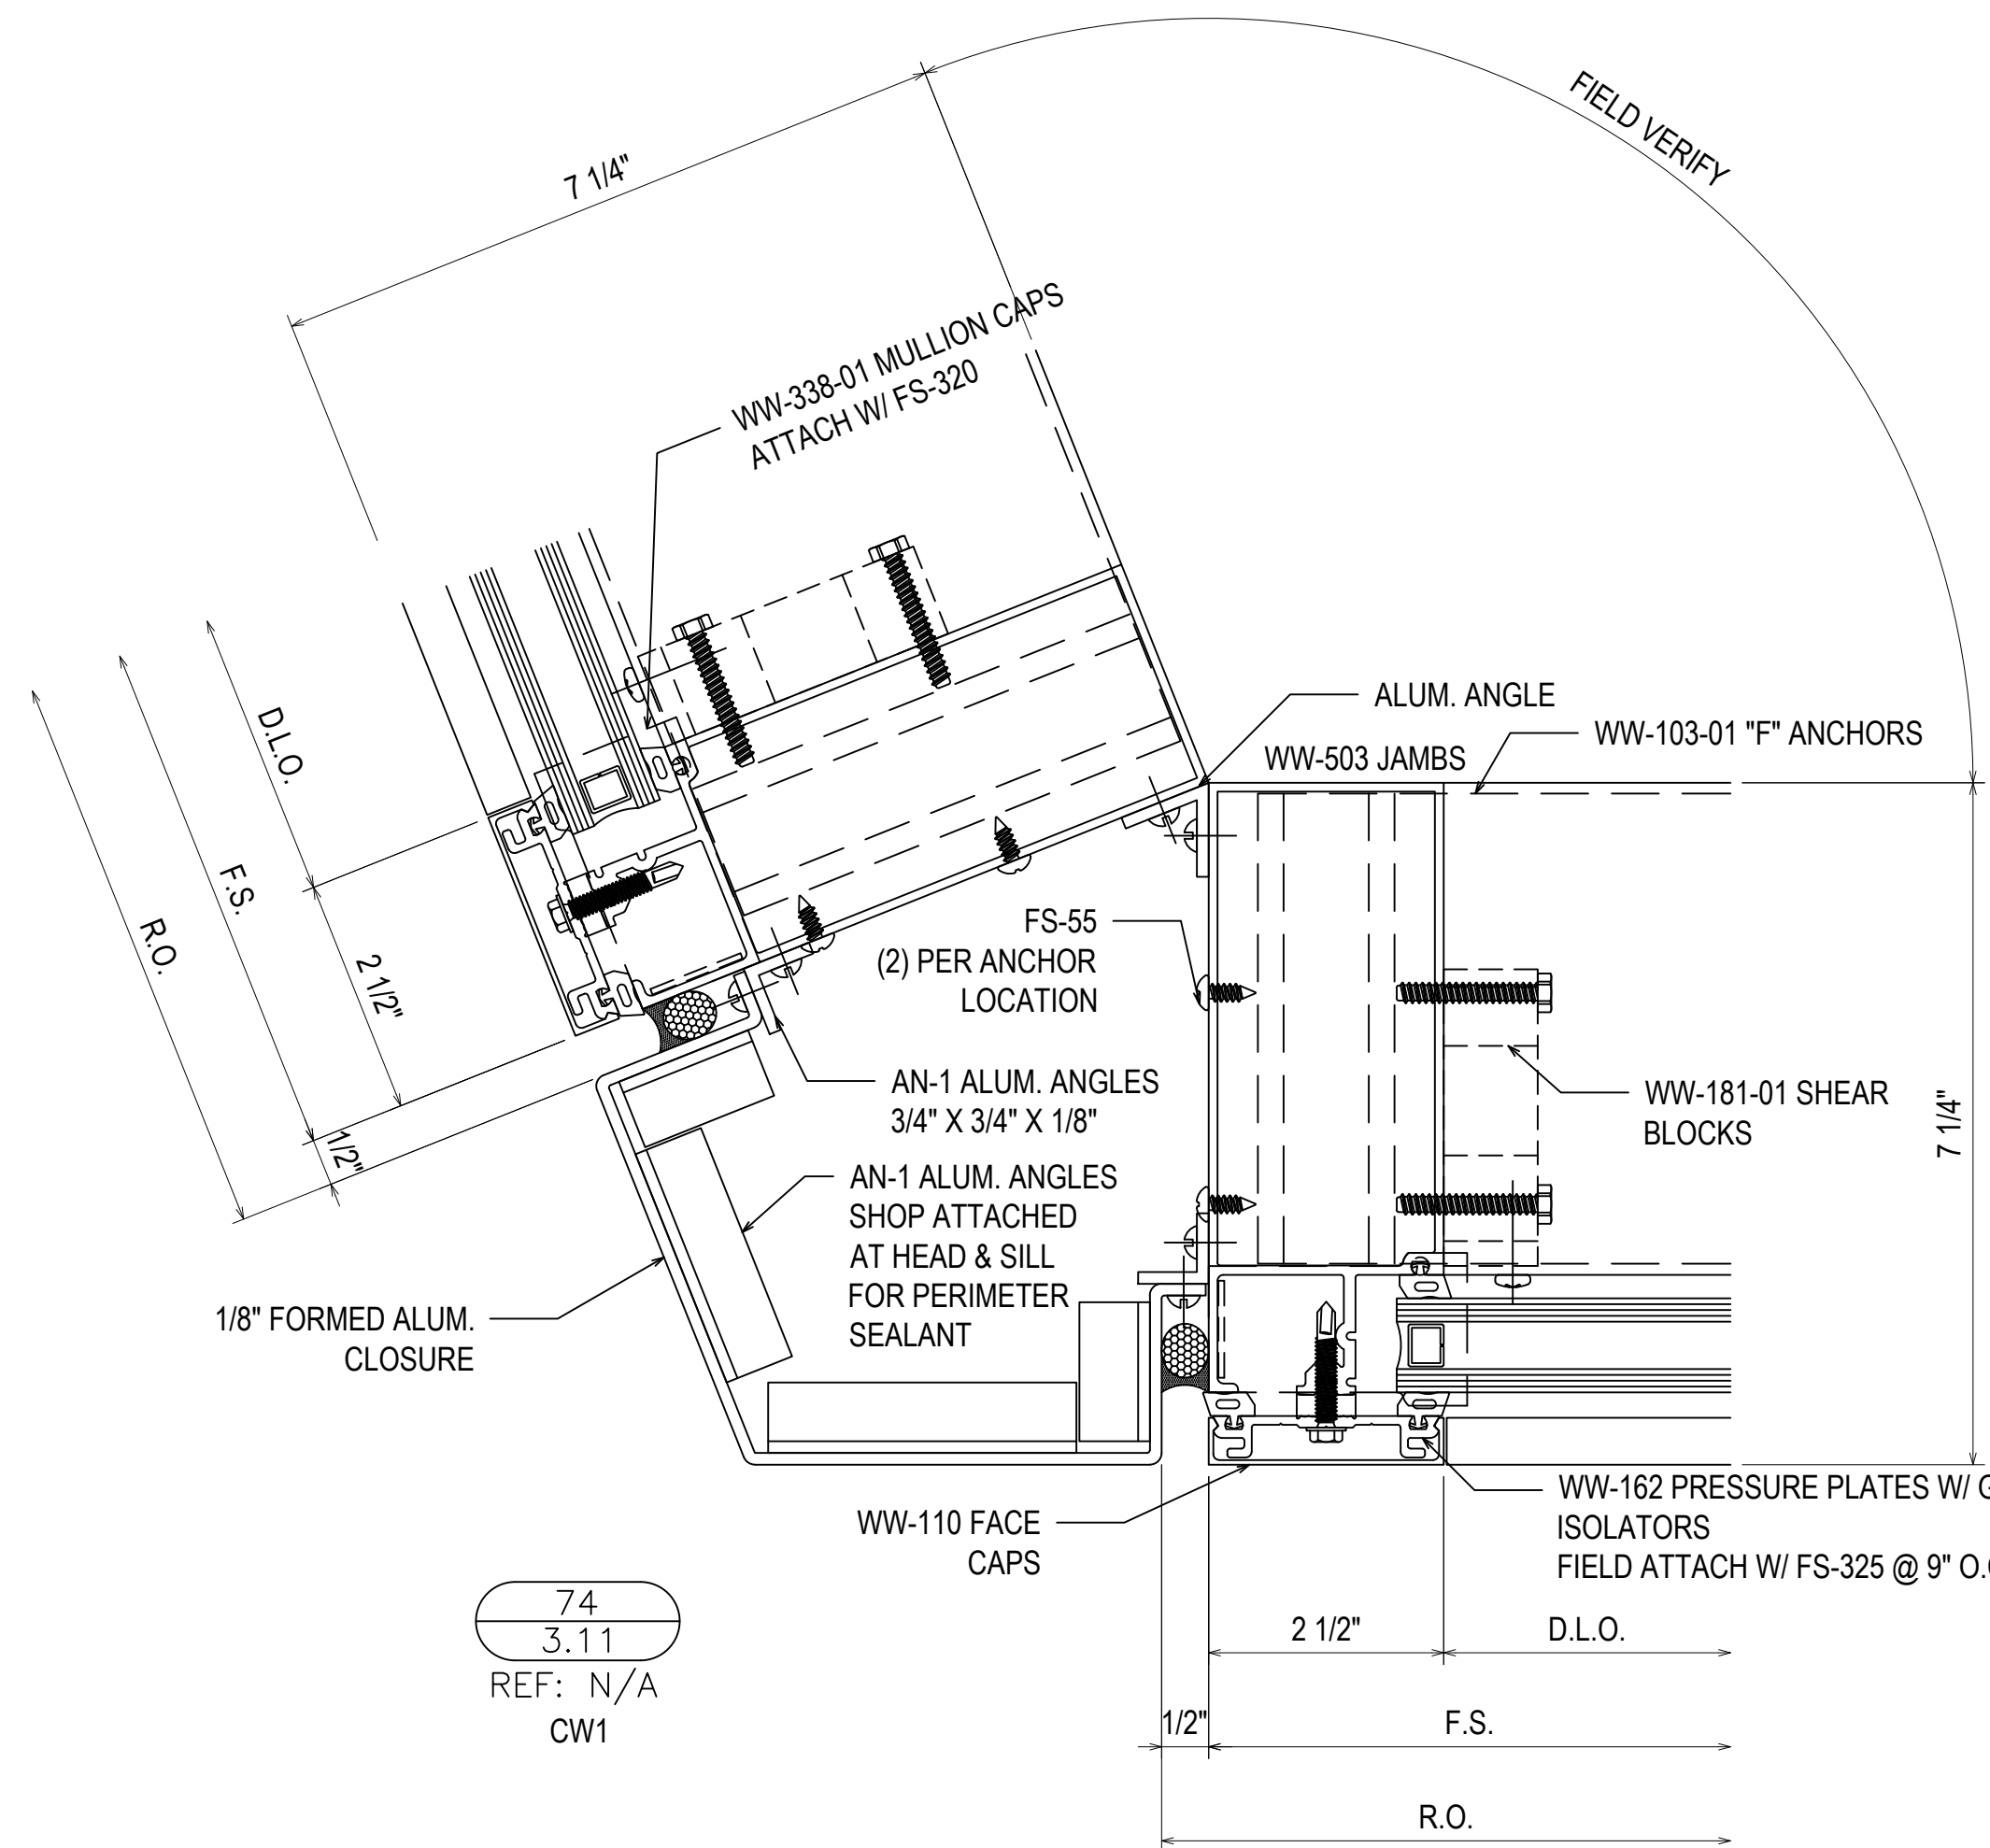 FIELD VERIFY
7 1/4"
WW-338-01 MULLION CAPS
ATTACH W/ FS-320
ALUM. ANGLE
WW-503 JAMBS
WW-103-01 "F" ANCHORS
D.L.O.
F.S.
R.O.
2 1/2"
1/2"
FS-55
(2) PER ANCHOR
LOCATION
AN-1 ALUM. ANGLES
3/4" X 3/4" X 1/8"
WW-181-01 SHEAR
BLOCKS
7 1/4"
AN-1 ALUM. ANGLES
SHOP ATTACHED
AT HEAD & SILL
FOR PERIMETER
SEALANT
1/8" FORMED ALUM.
CLOSURE
WW-110 FACE
CAPS
WW-162 PRESSURE PLATES W/ G
ISOLATORS
FIELD ATTACH W/ FS-325 @ 9" O.C
74
3.11
REF: N/A
CW1
2 1/2"
D.L.O.
1/2"
F.S.
R.O.